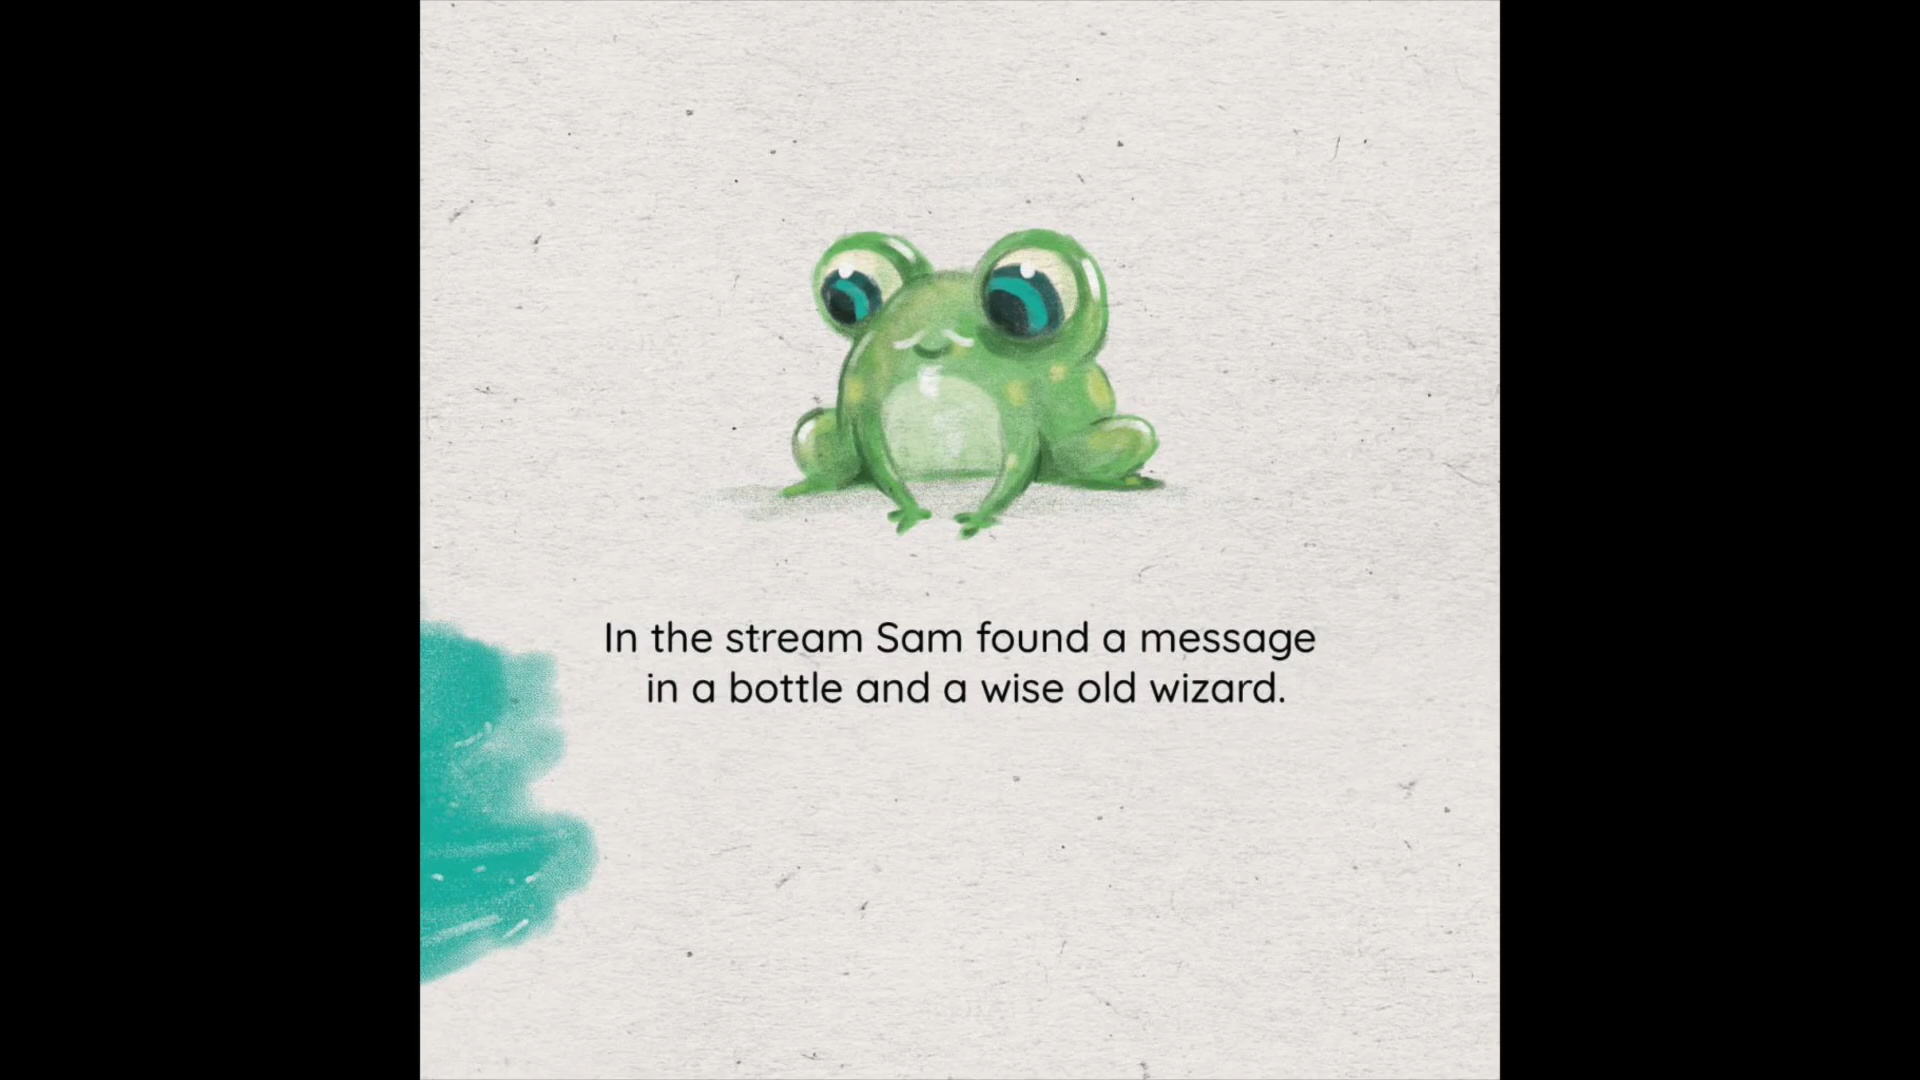 In the stream Sam found a message
in a bottle and a wise old wizard.